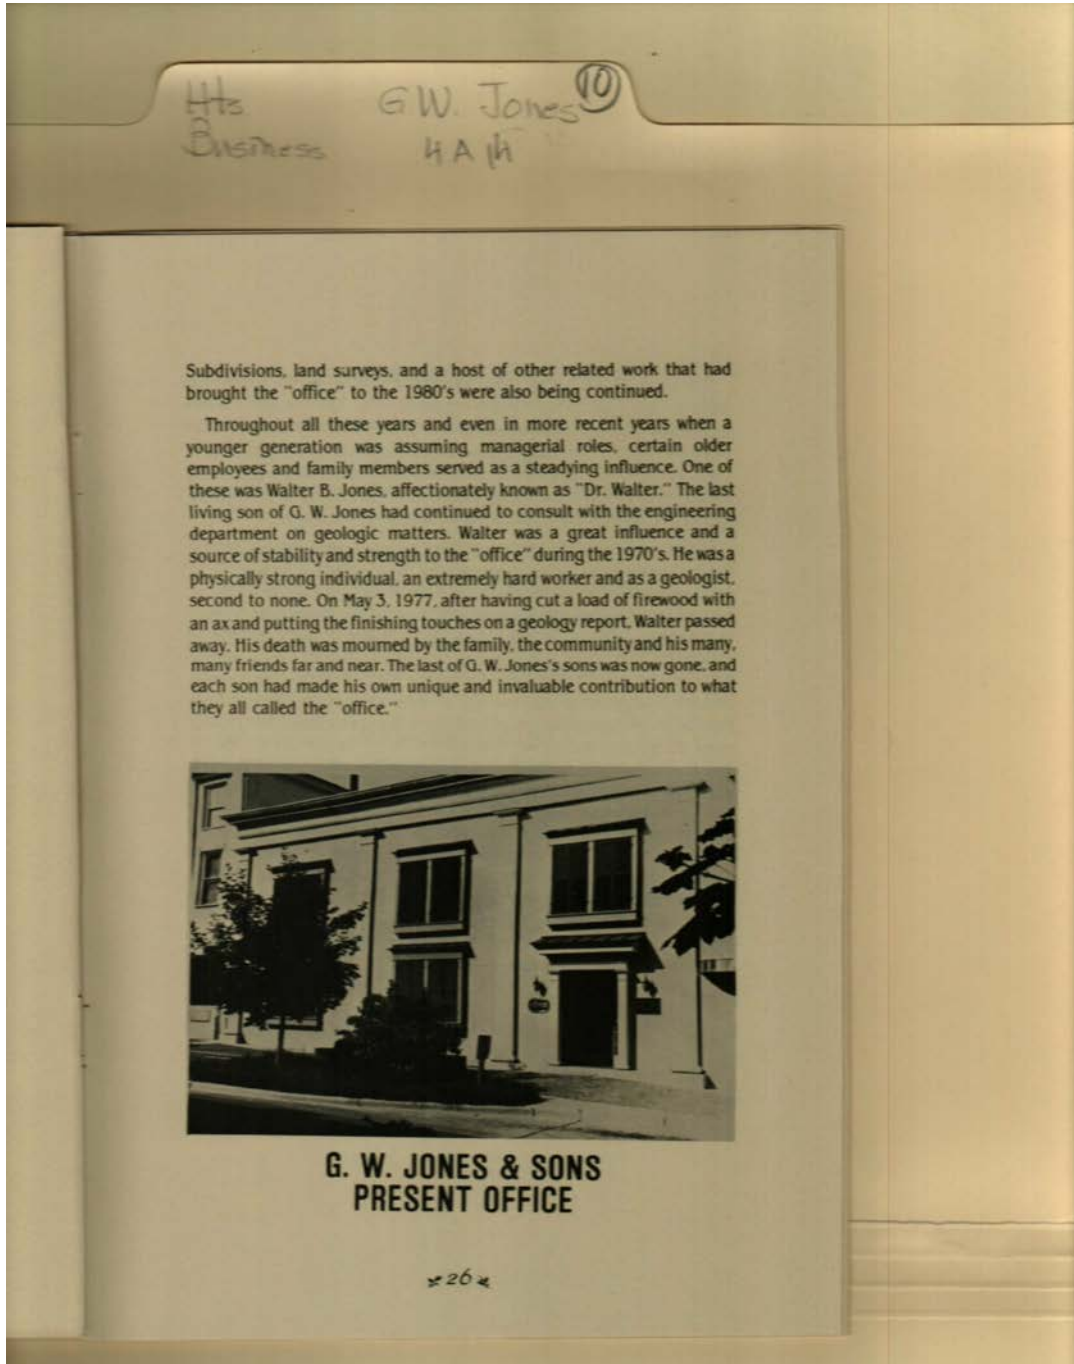 Hts G.W. Jones 10
Business 4 A
Subdivisions, land surveys, and a host of other related work that had
brought the "office" to the 1980's were also being continued.
Throughout all these years and even in more recent years when a
younger generation was assuming managerial roles, certain older
employees and family members served as a steadying influence. One of
these was Walter B. Jones, affectionately known as "Dr. Walter." The last
living son of G. W. Jones had continued to consult with the engineering
department on geologic matters. Walter was a great influence and a
source of stability and strength to the "office" during the 1970's. He was a
physically strong individual, an extremely hard worker and as a geologist,
second to none. On May 3, 1977, after having cut a load of firewood with
an ax and putting the finishing touches on a geology report, Walter passed
away. His death was mourned by the family, the community and his many,
many friends far and near. The last of G. W. Jones's sons was now gone, and
each son had made his own unique and invaluable contribution to what
they all called the "office."
G. W. JONES & SONS
PRESENT OFFICE
26